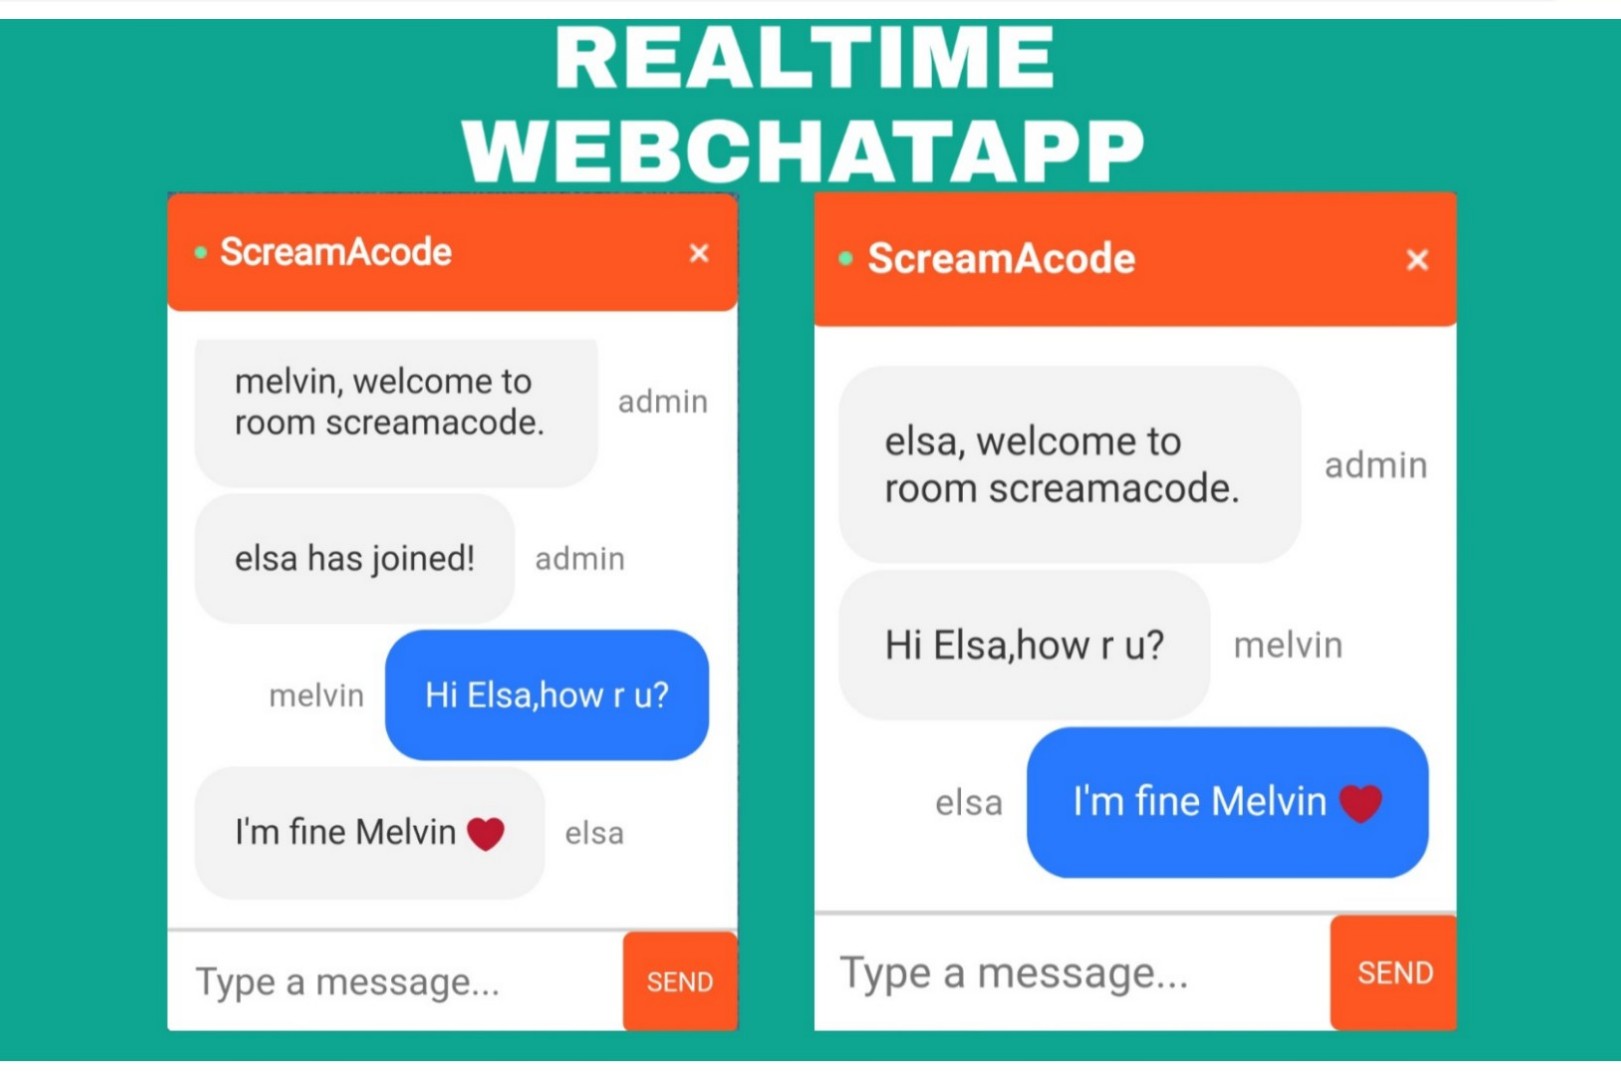 REALTIME
WEBCHATAPP
ScreamAcode ×
melvin, welcome to
room screamacode.
admin
elsa has joined!
admin
melvin
Hi Elsa,how r u?
I'm fine Melvin ❤
elsa
Type a message...
SEND
ScreamAcode ×
elsa, welcome to
room screamacode.
admin
Hi Elsa,how r u?
melvin
elsa
I'm fine Melvin ❤
Type a message...
SEND